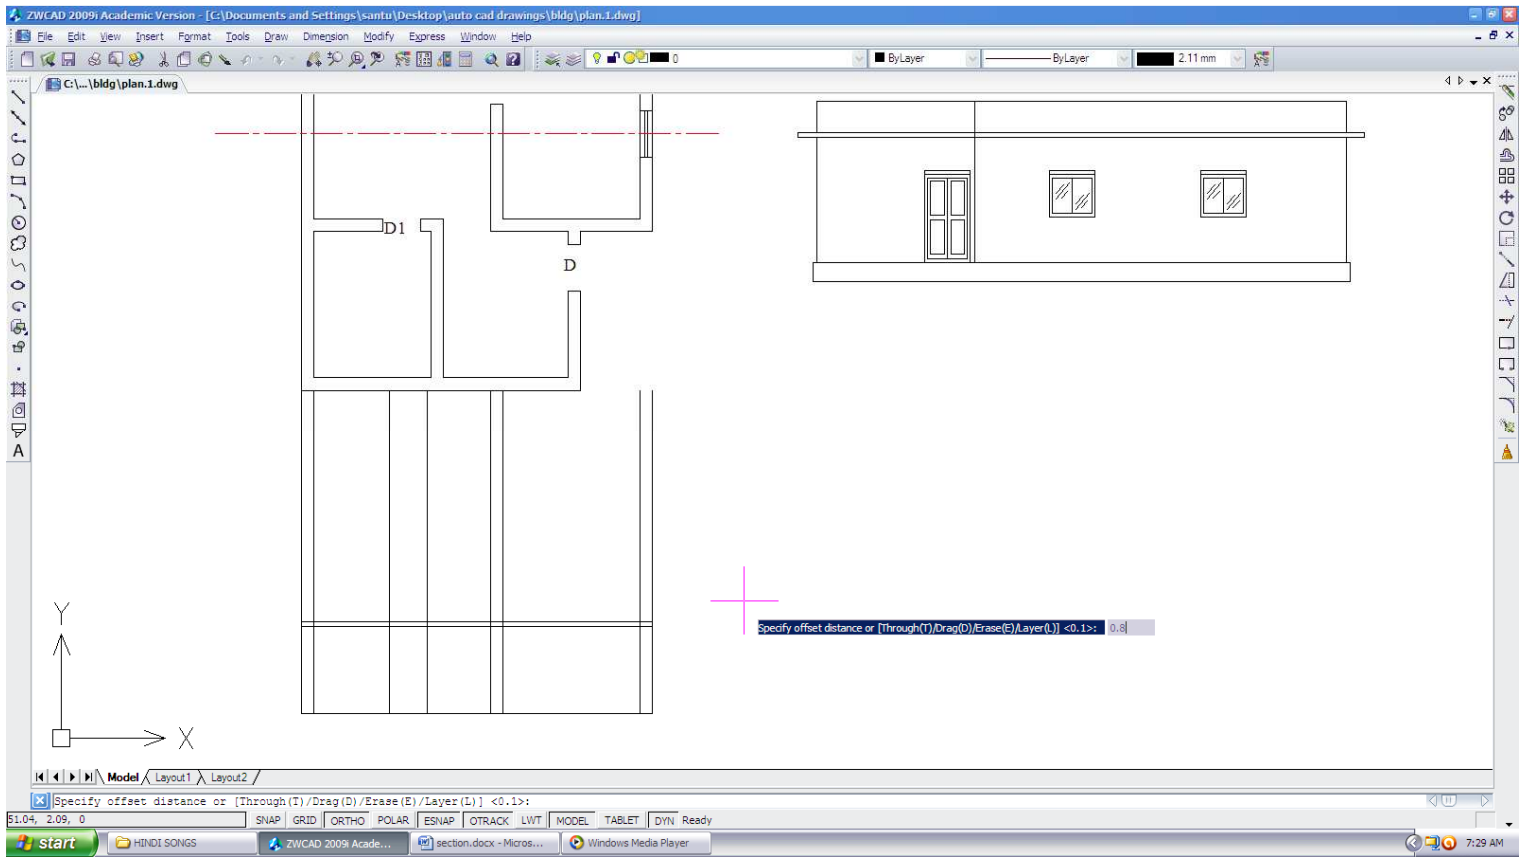 ZWCAD 2009i Academic Version - [C:\Documents and Settings\santu\Desktop\auto cad drawings\bldg\plan.1.dwg]
File Edit View Insert Format Tools Draw Dimension Modify Express Window Help
0 ByLayer ByLayer 2.11 mm
C:\...\bldg\plan.1.dwg
D1
D
Y
Specify offset distance or [Through(T)/Drag(D)/Erase(E)/Layer(L)] <0.1>: 0.8
X
Model Layout1 Layout2
Specify offset distance or [Through(T)/Drag(D)/Erase(E)/Layer(L)] <0.1>:
51.04, 2.09, 0 SNAP GRID ORTHO POLAR ESNAP OTRACK LWT MODEL TABLET DYN Ready
start HINDI SONGS ZWCAD 2009i Acade... section.docx - Micros... Windows Media Player 7:29 AM